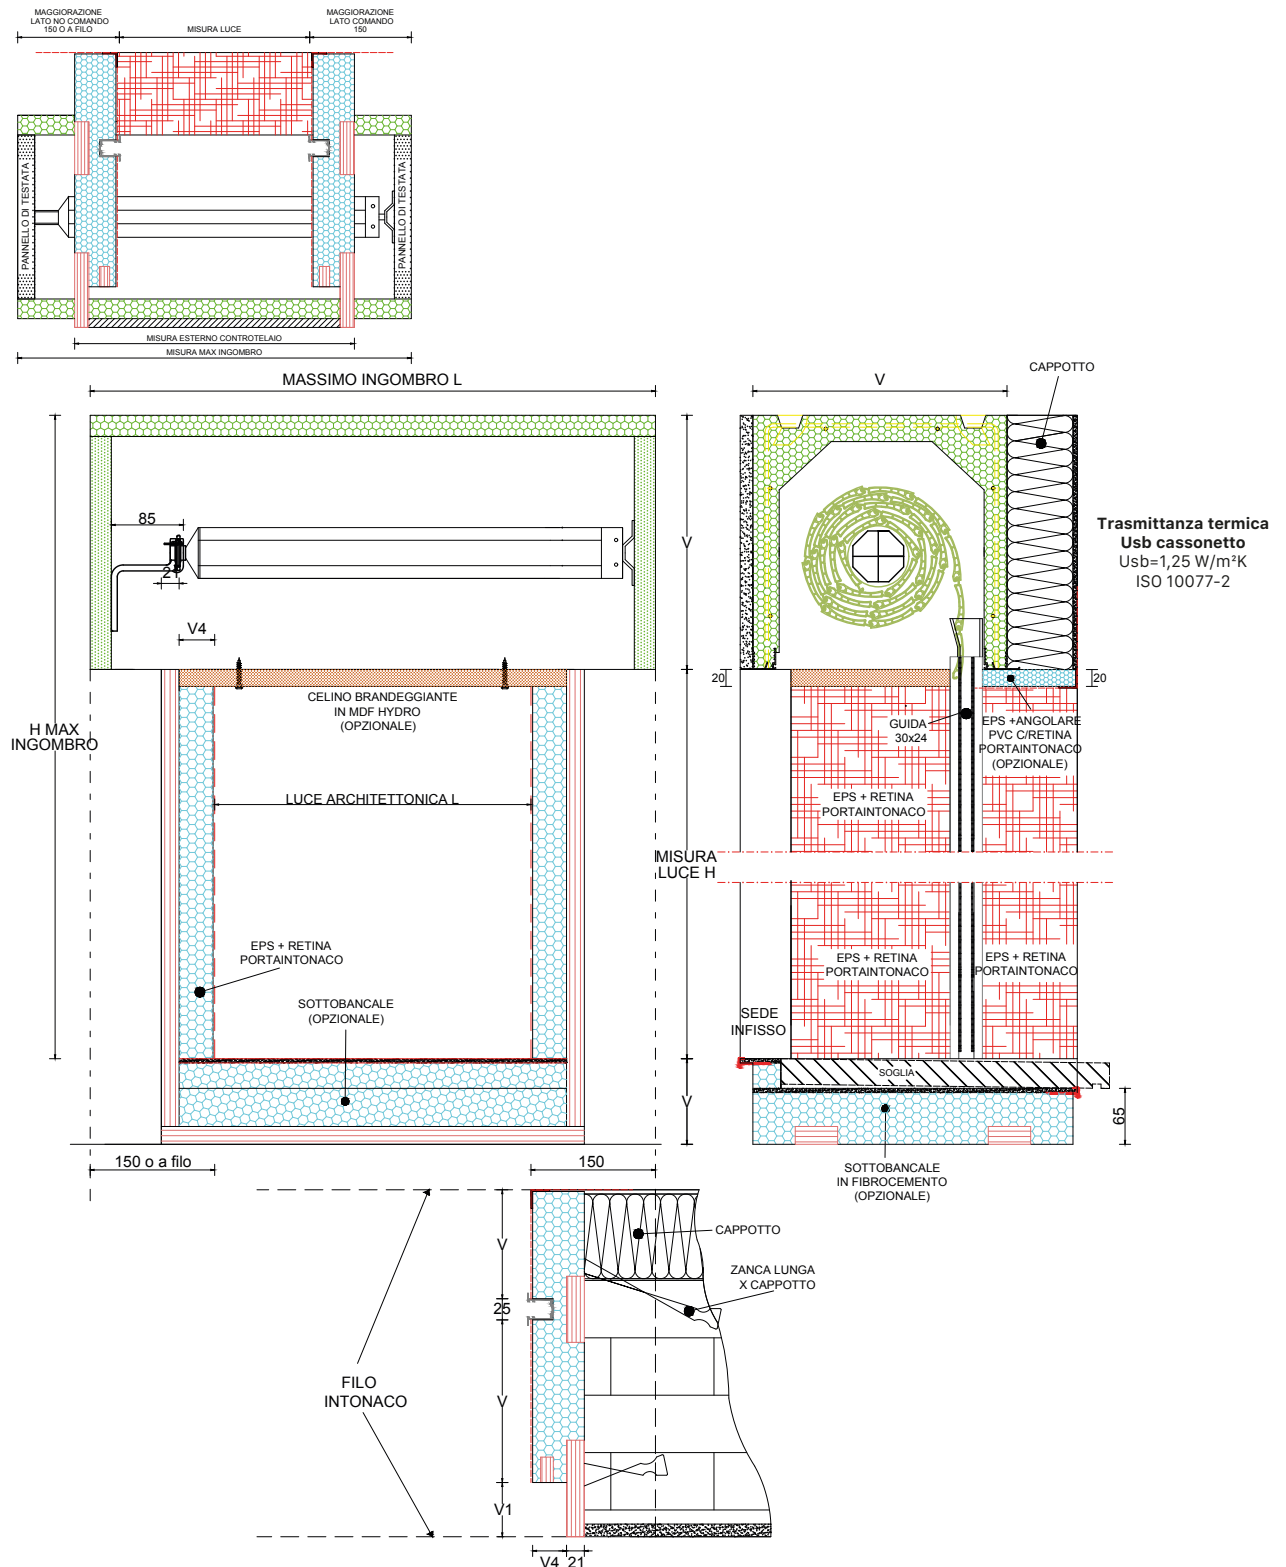 MAGGIORAZIONE
LATO NO COMANDO
150 O A FILO
MISURA LUCE
MAGGIORAZIONE
LATO COMANDO
150
PANNELLO DI TESTATA
PANNELLO DI TESTATA
MISURA ESTERNO CONTROTELAIO
MISURA MAX INGOMBRO
MASSIMO INGOMBRO L
V
CAPPOTTO
85
21
V
V4
Trasmittanza termica
Usb cassonetto
Usb=1,25 W/m²K
ISO 10077-2
20
20
CELINO BRANDEGGIANTE
IN MDF HYDRO
(OPZIONALE)
GUIDA
30x24
EPS +ANGOLARE
PVC C/RETINA
PORTAINTONACO
(OPZIONALE)
H MAX
INGOMBRO
LUCE ARCHITETTONICA L
EPS + RETINA
PORTAINTONACO
MISURA
LUCE H
EPS + RETINA
PORTAINTONACO
SOTTOBANCALE
(OPZIONALE)
EPS + RETINA
PORTAINTONACO
EPS + RETINA
PORTAINTONACO
SEDE
INFISSO
SOGLIA
V
65
150 o a filo
150
SOTTOBANCALE
IN FIBROCEMENTO
(OPZIONALE)
CAPPOTTO
V
ZANCA LUNGA
X CAPPOTTO
25
FILO
INTONACO
V
V1
V4
21